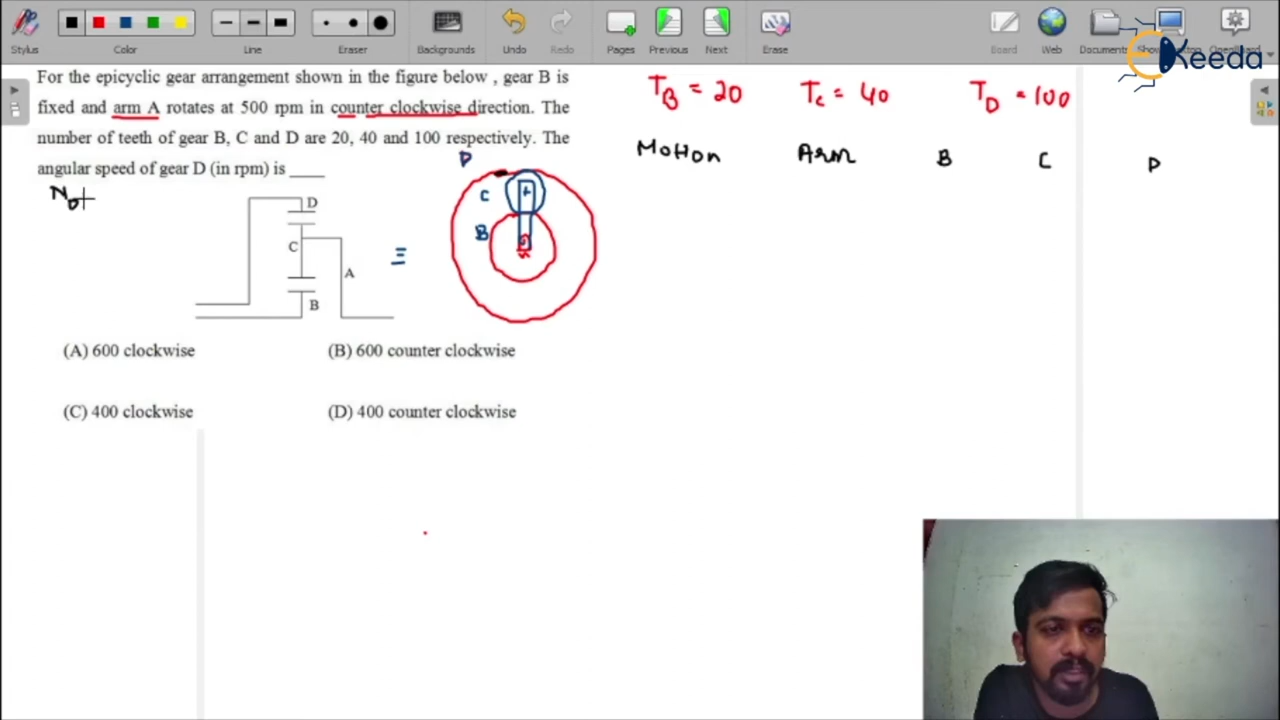 Stylus
Color
Line
Eraser
Backgrounds
Undo
Redo
Pages
Previous
Next
Erase
Board
Web
Documents
Keeda
For the epicyclic gear arrangement shown in the figure below , gear B is
fixed and arm A rotates at 500 rpm in counter clockwise direction. The
number of teeth of gear B, C and D are 20, 40 and 100 respectively. The
angular speed of gear D (in rpm) is ____
T_B = 20 T_C = 40 T_D = 100
Motion Arm B C D
D
C
B
D
C
A
B
(A) 600 clockwise (B) 600 counter clockwise
(C) 400 clockwise (D) 400 counter clockwise